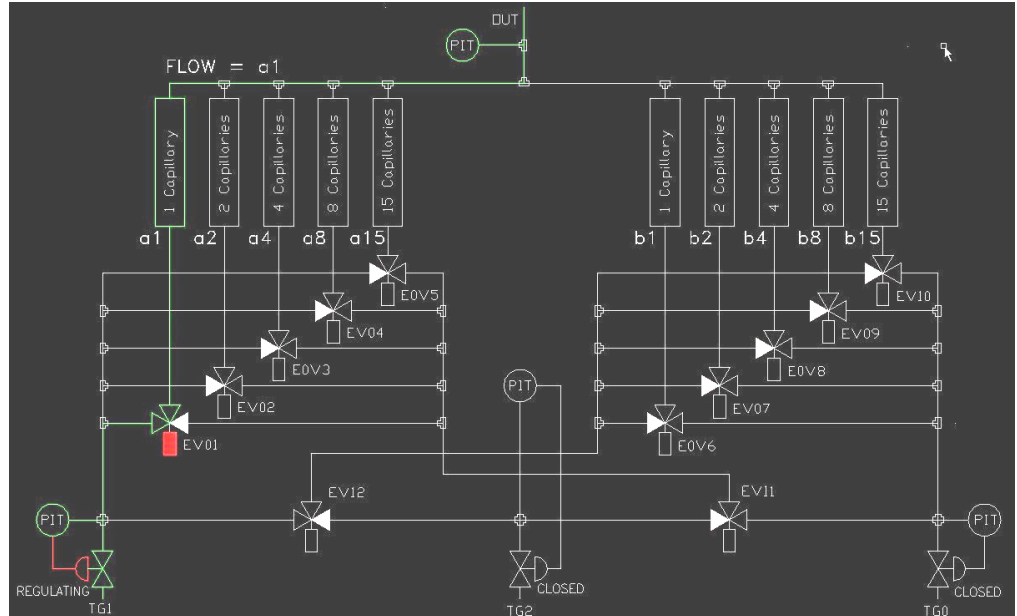 OUT
PIT
FLOW = a1
1 Capillary
2 Capillaries
4 Capillaries
8 Capillaries
15 Capillaries
1 Capillary
2 Capillaries
4 Capillaries
8 Capillaries
15 Capillaries
a1 a2 a4 a8 a15
b1 b2 b4 b8 b15
E0V5
EV10
EV04
EV09
E0V3
E0V8
PIT
EV02
EV07
EV01
E0V6
EV12
EV11
PIT
PIT
REGULATING
CLOSED
CLOSED
TG1
TG2
TG0